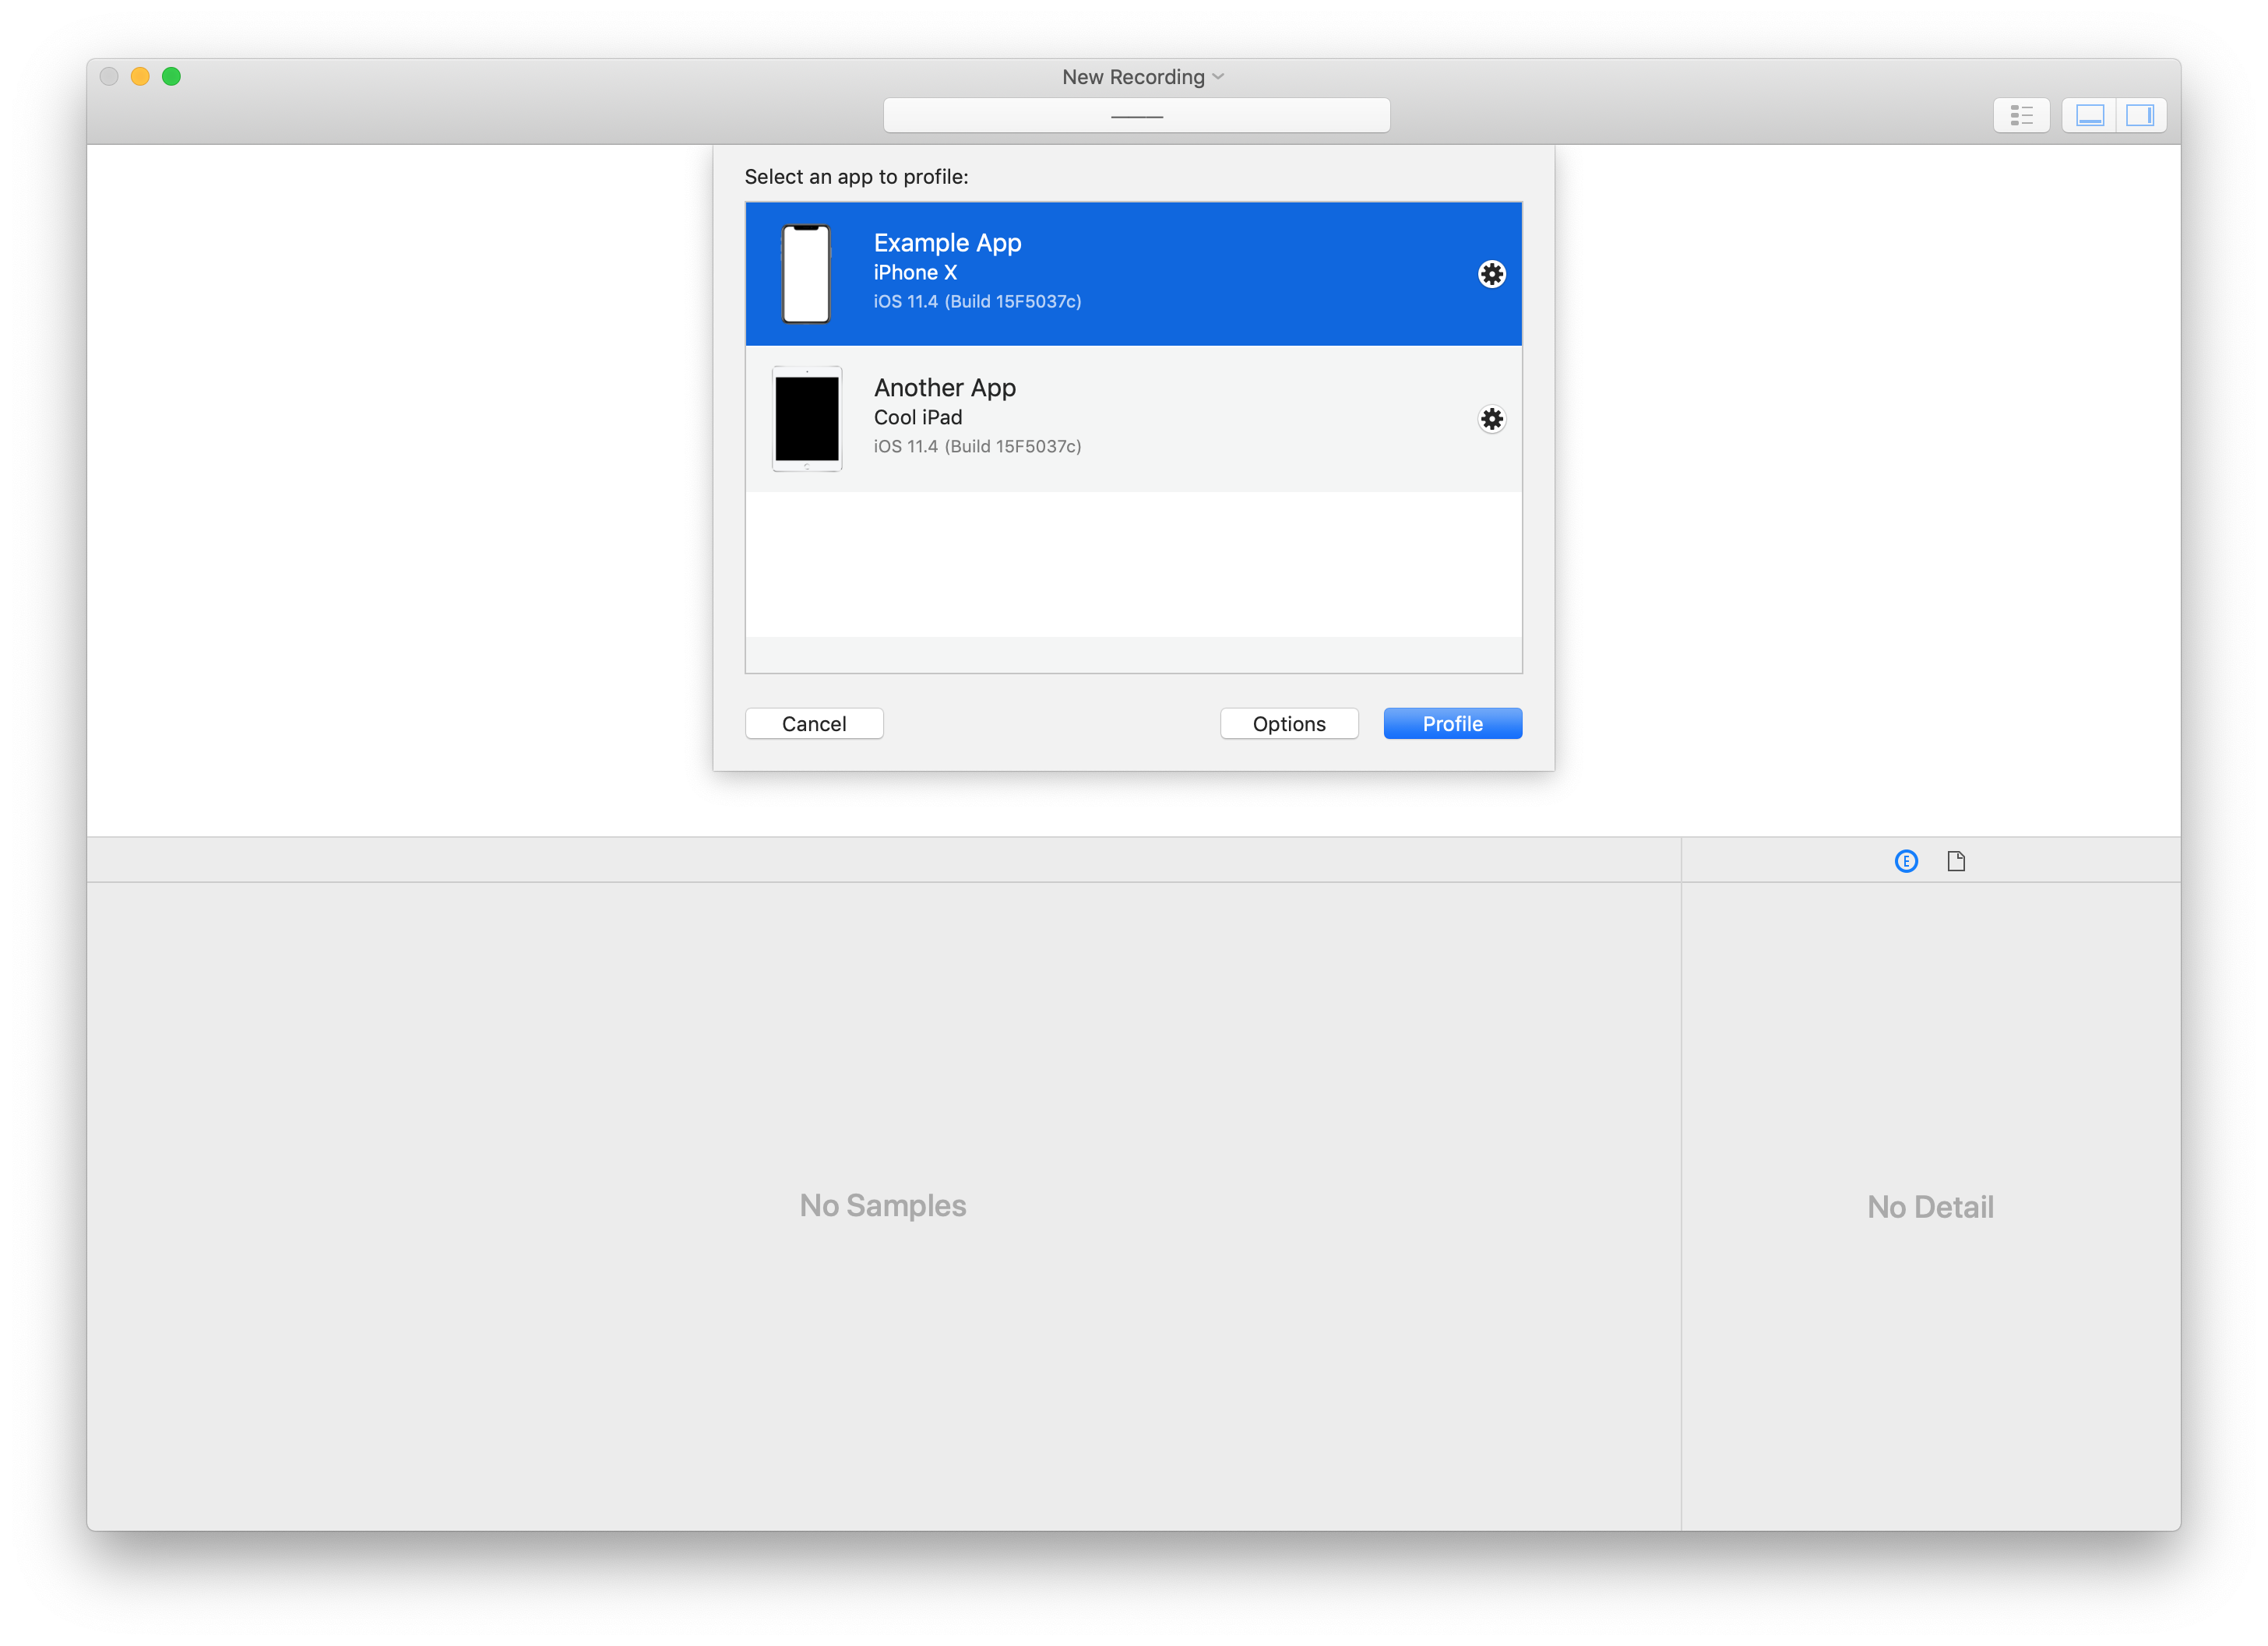 New Recording
Select an app to profile:
Example App
iPhone X
iOS 11.4 (Build 15F5037c)
Another App
Cool iPad
iOS 11.4 (Build 15F5037c)
Cancel
Options
Profile
E
No Samples
No Detail